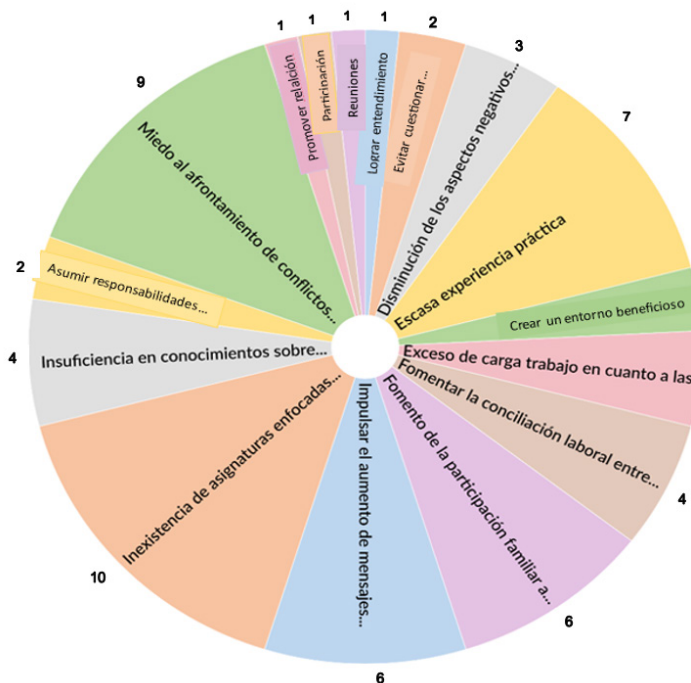 1
Lograr entendimiento
2
Evitar cuestionar...
3
Disminución de los aspectos negativos...
7
Escasa experiencia práctica
Crear un entorno beneficioso
Exceso de carga trabajo en cuanto a las
Fomentar la conciliación laboral entre...
4
Fomento de la participación familiar a...
6
Impulsar el aumento de mensajes...
6
Inexistencia de asignaturas enfocadas...
10
Insuficiencia en conocimientos sobre...
4
Asumir responsabilidades...
2
Miedo al afrontamiento de conflictos...
9
Promover relalción
1
Particinación
1
Reuniones
1